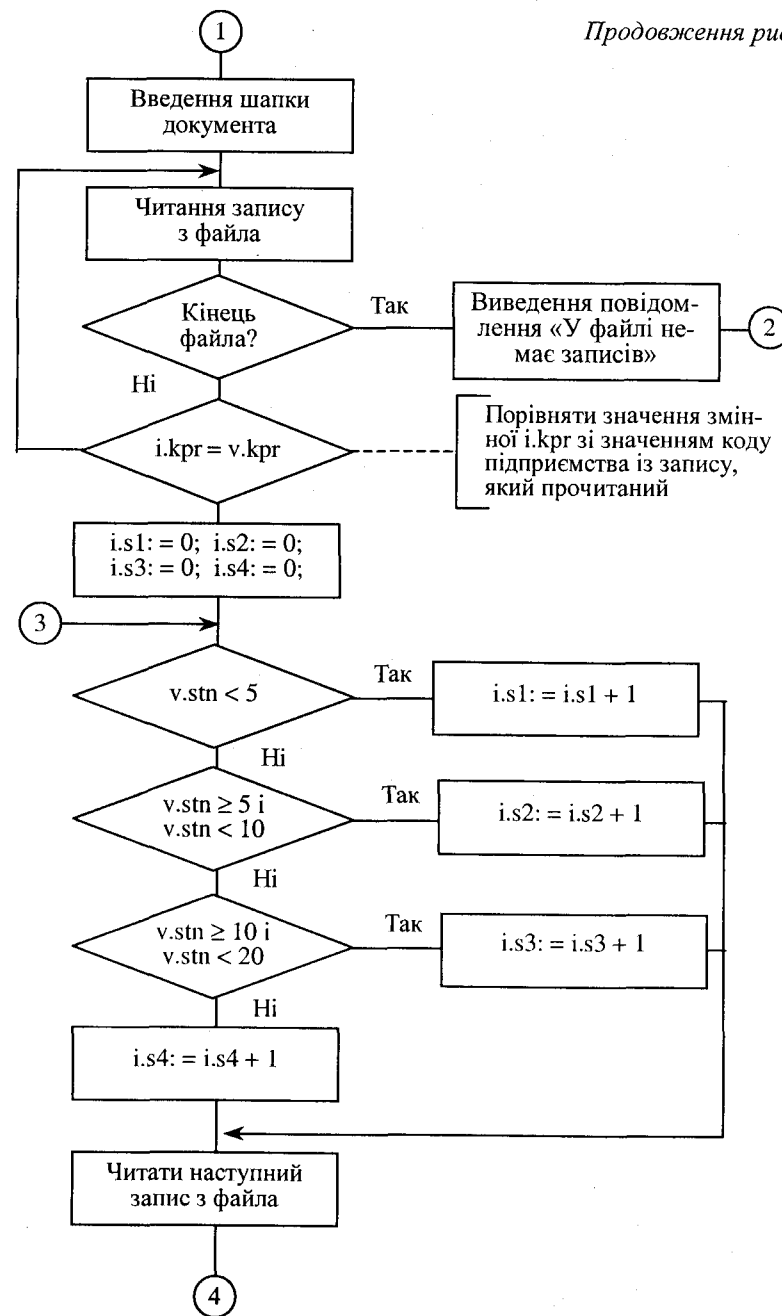 1
Продовження рис
Введення шапки
документа
Читання запису
з файла
Кінець
файла?
Так
Виведення повідом-
лення «У файлі не-
має записів»
2
Ні
i.kpr = v.kpr
Порівняти значення змін-
ної i.kpr зі значенням коду
підприємства із запису,
який прочитаний
i.s1: = 0; i.s2: = 0;
i.s3: = 0; i.s4: = 0;
3
v.stn < 5
Так
i.s1: = i.s1 + 1
Ні
v.stn ≥ 5 і
v.stn < 10
Так
i.s2: = i.s2 + 1
Ні
v.stn ≥ 10 і
v.stn < 20
Так
i.s3: = i.s3 + 1
Ні
i.s4: = i.s4 + 1
Читати наступний
запис з файла
4